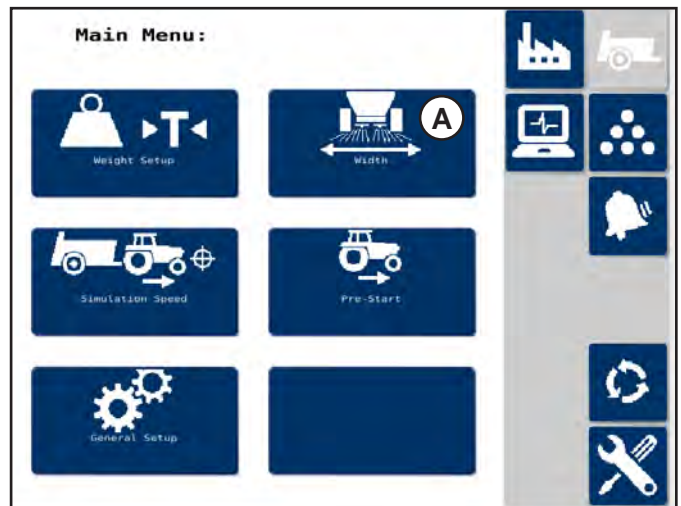 Main Menu:
T
Weight Setup
A
Width
Simulation Speed
Pre-Start
General Setup